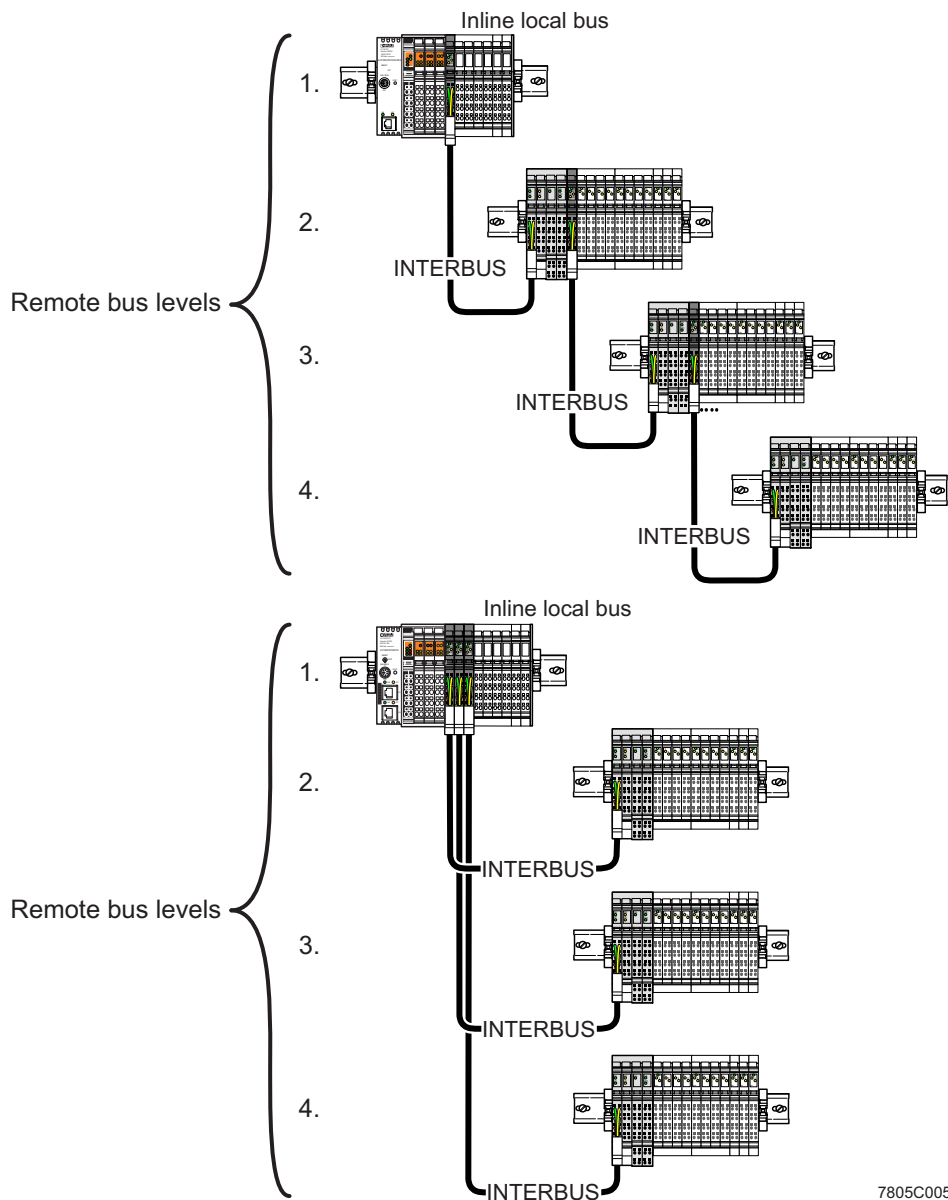 Inline local bus
1.
2.
INTERBUS
Remote bus levels
3.
INTERBUS
4.
INTERBUS
Inline local bus
1.
2.
INTERBUS
Remote bus levels
3.
INTERBUS
4.
INTERBUS
7805C005